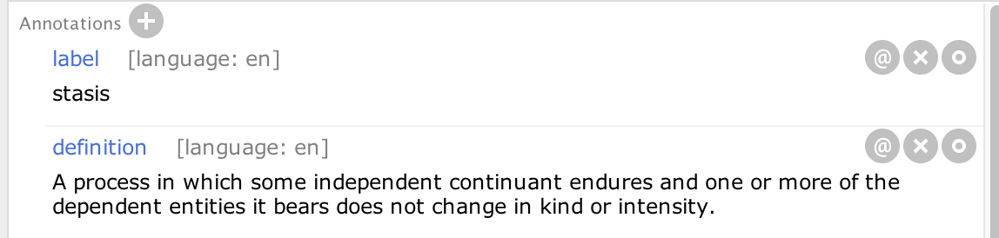 Annotations
label [language: en]
stasis
definition [language: en]
A process in which some independent continuant endures and one or more of the
dependent entities it bears does not change in kind or intensity.